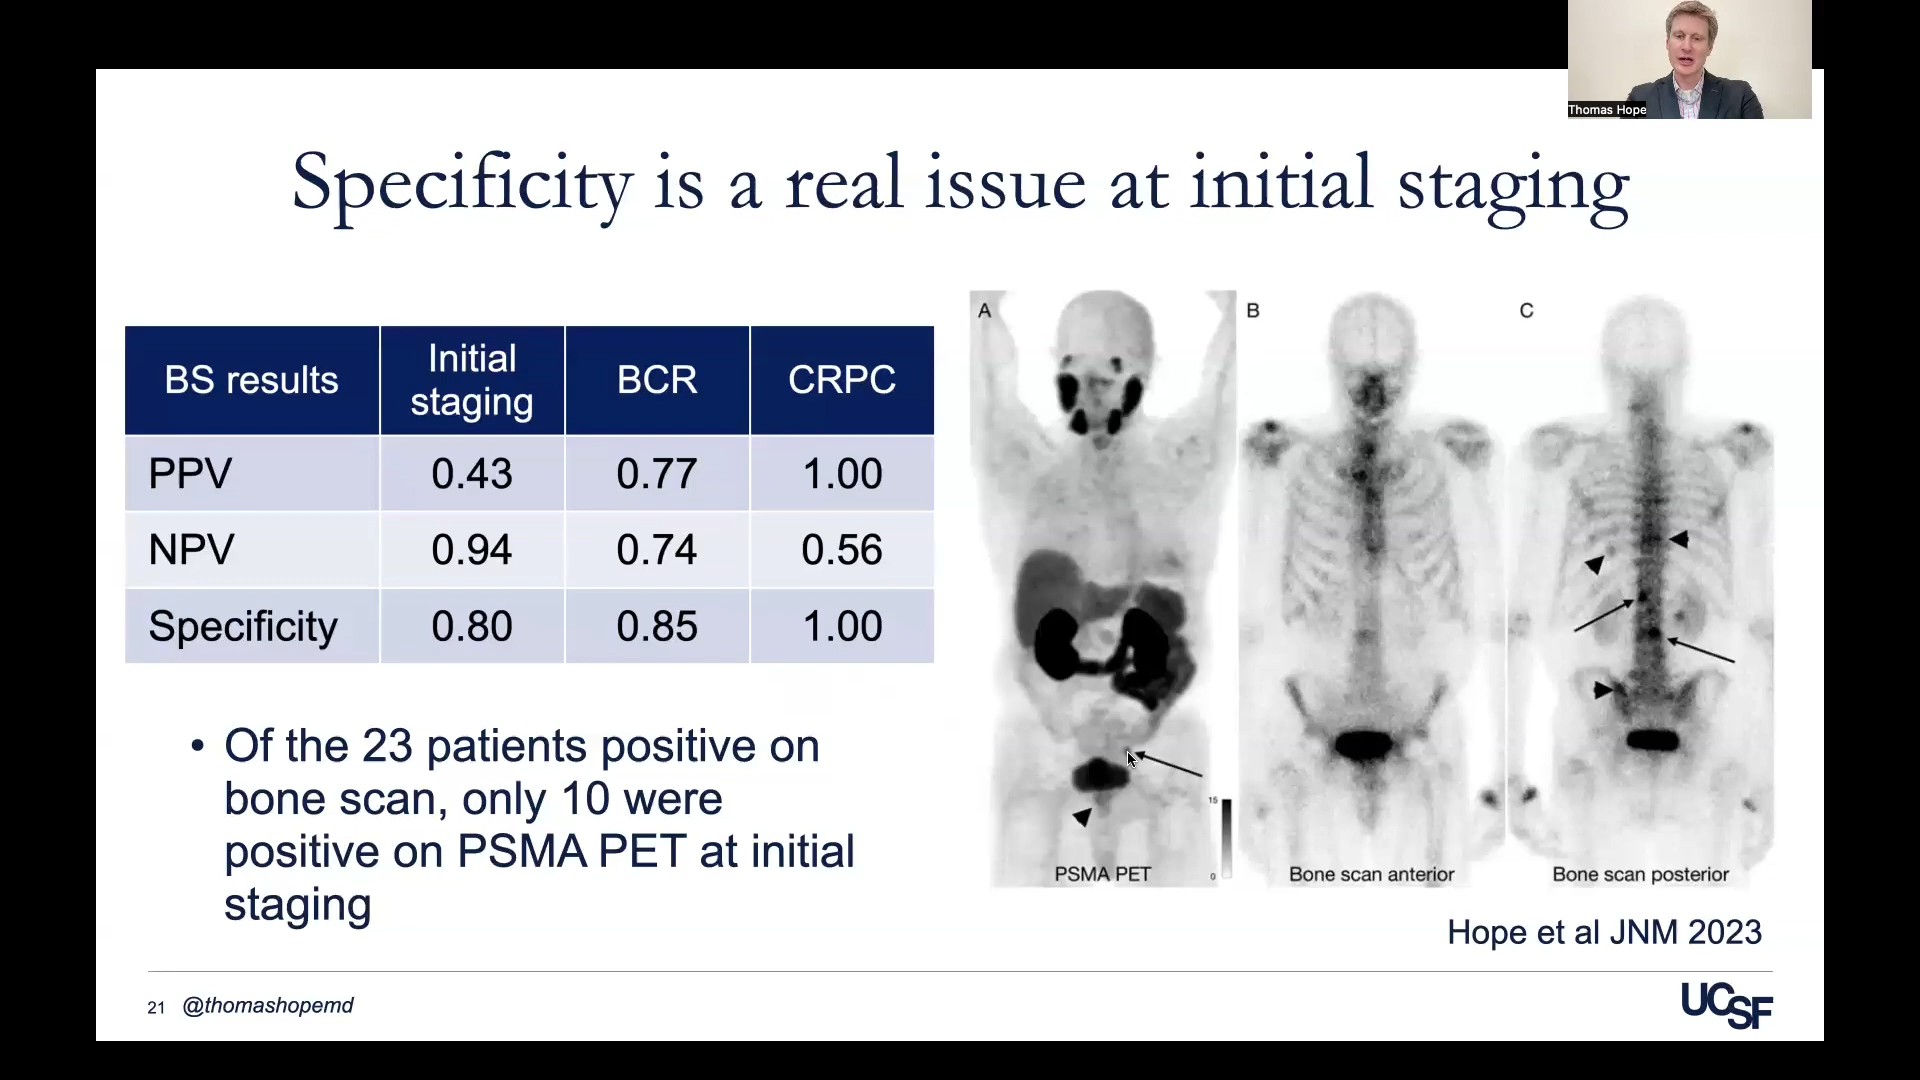 Thomas Hope
Specificity is a real issue at initial staging
BS results
Initial
staging
BCR
CRPC
PPV
0.43
0.77
1.00
NPV
0.94
0.74
0.56
Specificity
0.80
0.85
1.00
• Of the 23 patients positive on
bone scan, only 10 were
positive on PSMA PET at initial
staging
A
B
C
15
0
PSMA PET
Bone scan anterior
Bone scan posterior
Hope et al JNM 2023
21
@thomashopemd
UCSF